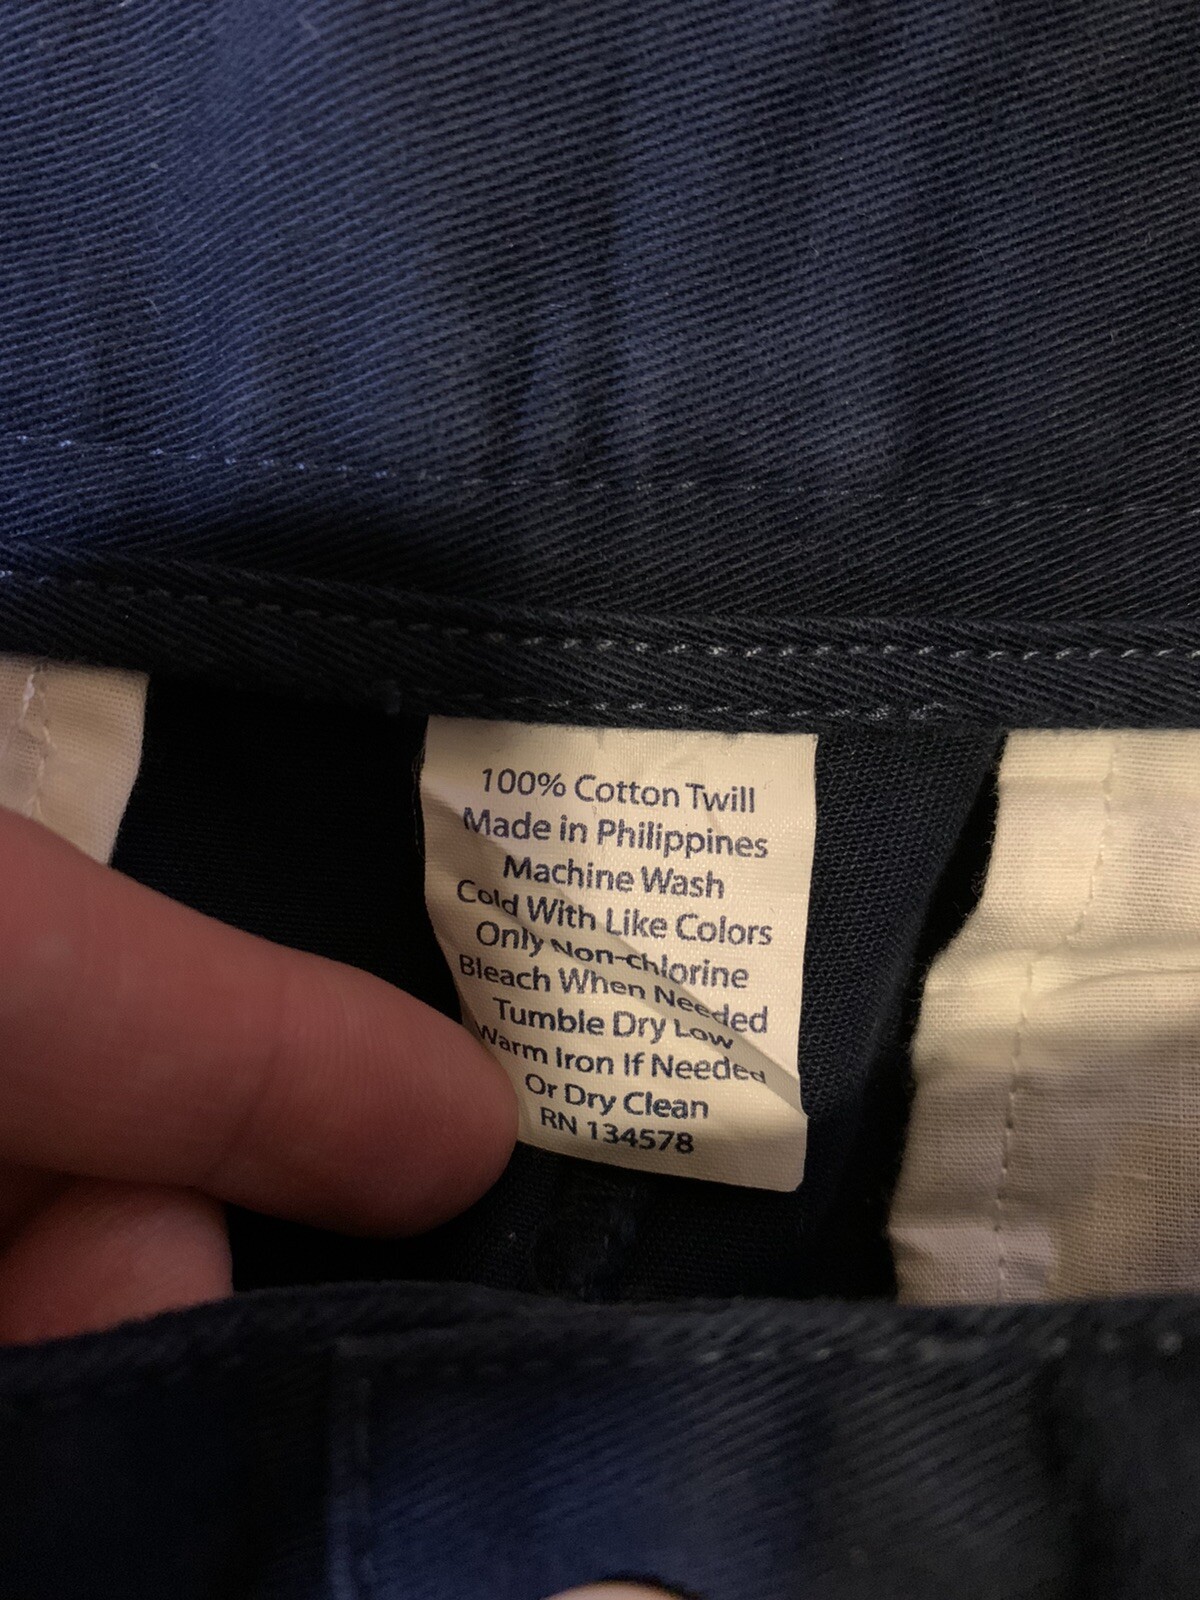 100% Cotton Twill
Made in Philippines
Machine Wash
Cold With Like Colors
Only Non-chlorine
Bleach When Needed
Tumble Dry Low
Warm Iron If Needed
Or Dry Clean
RN 134578